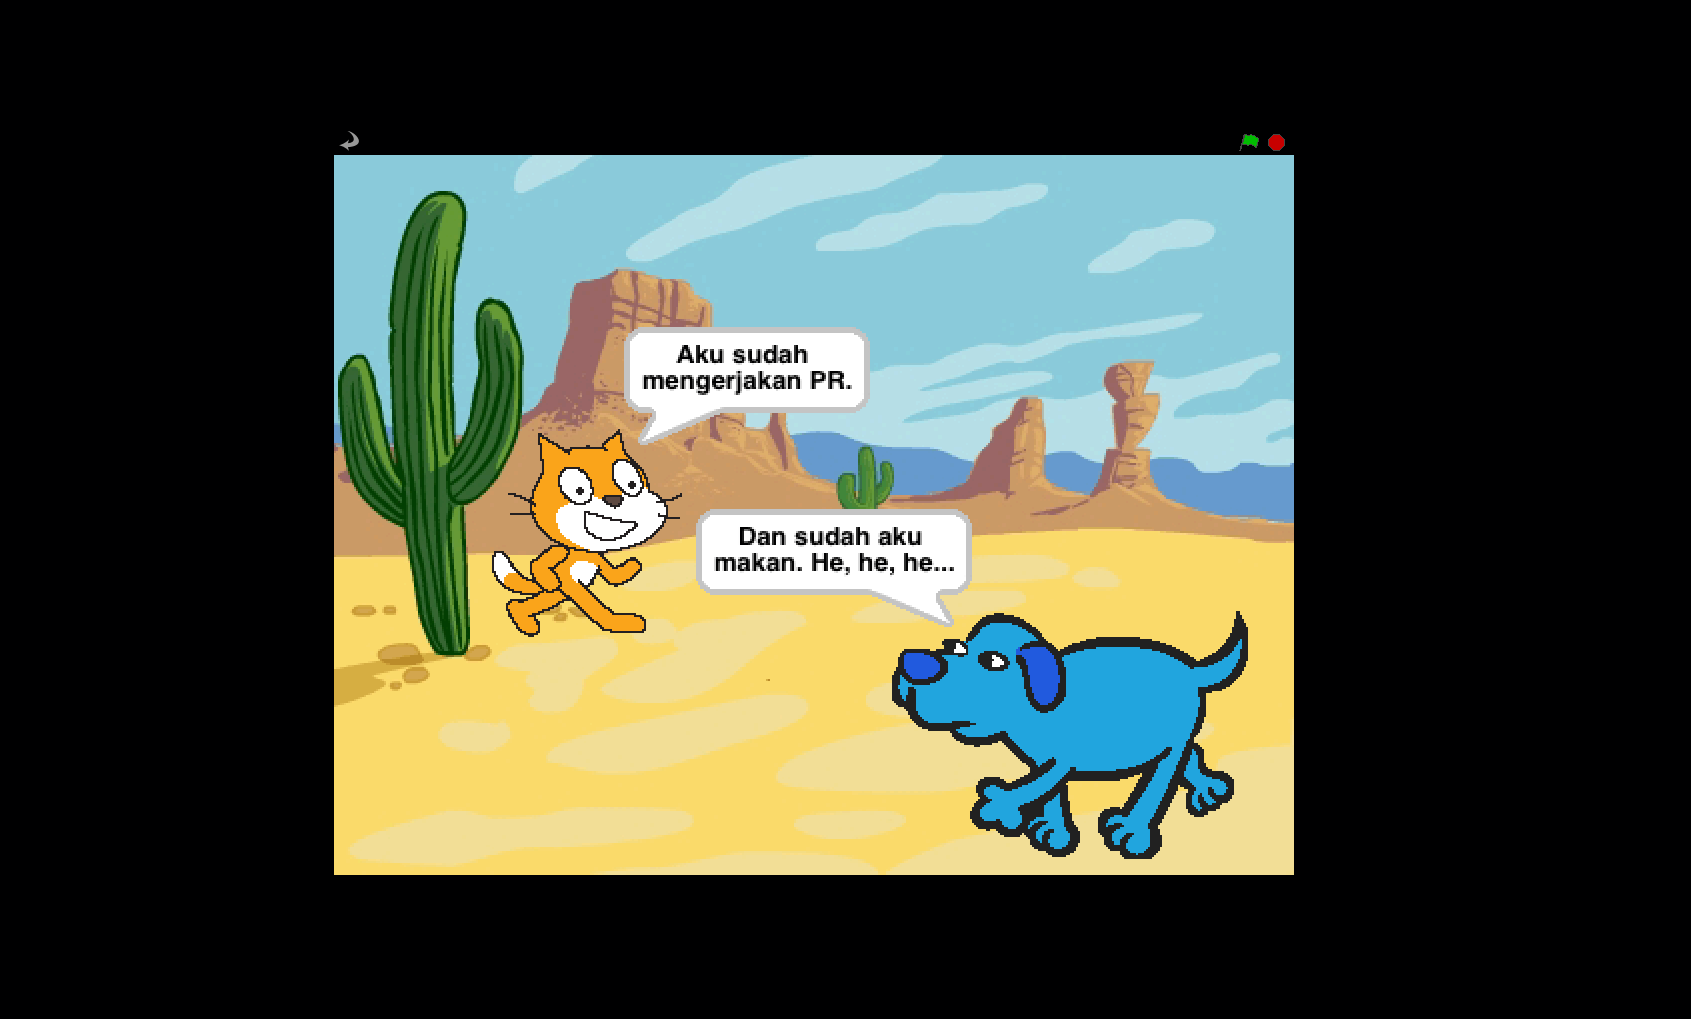 Aku sudah
mengerjakan PR.
Dan sudah aku
makan. He, he, he...